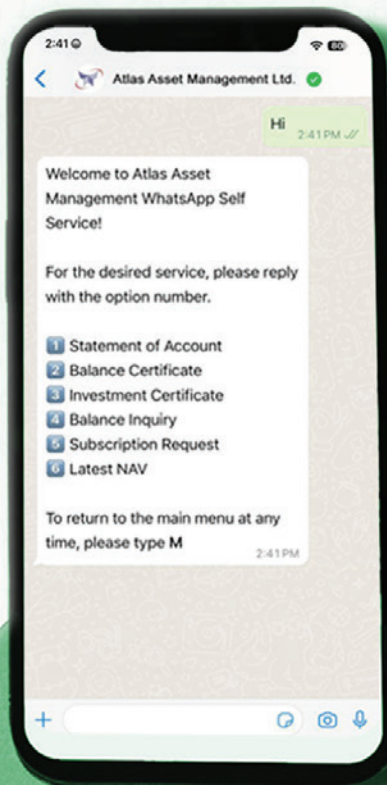 2:41
80
Atlas Asset Management Ltd.
Hi
2:41 PM
Welcome to Atlas Asset
Management WhatsApp Self
Service!
For the desired service, please reply
with the option number.
1 Statement of Account
2 Balance Certificate
3 Investment Certificate
4 Balance Inquiry
5 Subscription Request
6 Latest NAV
To return to the main menu at any
time, please type M
2:41 PM